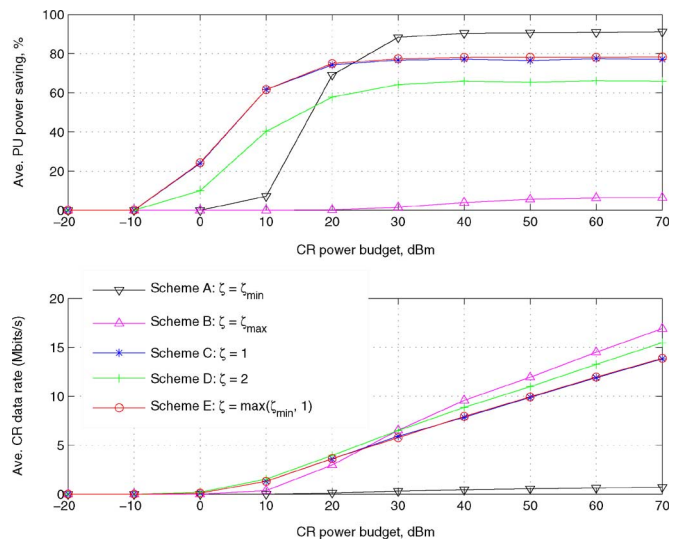 100
80
60
40
20
0
Ave. PU power saving, %
−20 −10 0 10 20 30 40 50 60 70
CR power budget, dBm
20
15
10
5
0
Ave. CR data rate (Mbits/s)
Scheme A: ζ = ζmin
Scheme B: ζ = ζmax
Scheme C: ζ = 1
Scheme D: ζ = 2
Scheme E: ζ = max(ζmin, 1)
−20 −10 0 10 20 30 40 50 60 70
CR power budget, dBm